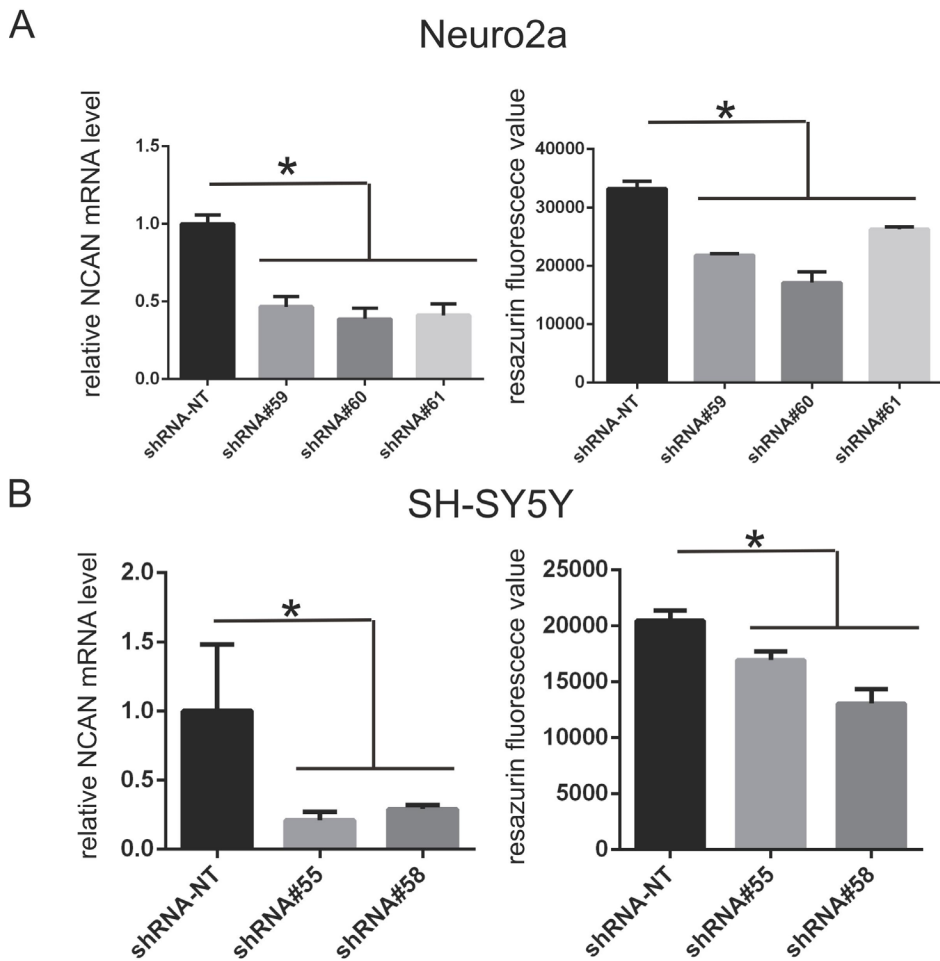 A
Neuro2a
relative NCAN mRNA level
1.5
1.0
0.5
0.0
*
shRNA-NT
shRNA#59
shRNA#60
shRNA#61
resazurin fluorescece value
40000
30000
20000
10000
0
*
shRNA-NT
shRNA#59
shRNA#60
shRNA#61
B
SH-SY5Y
relative NCAN mRNA level
2.0
1.5
1.0
0.5
0.0
*
shRNA-NT
shRNA#55
shRNA#58
resazurin fluorescece value
25000
20000
15000
10000
5000
0
*
shRNA-NT
shRNA#55
shRNA#58